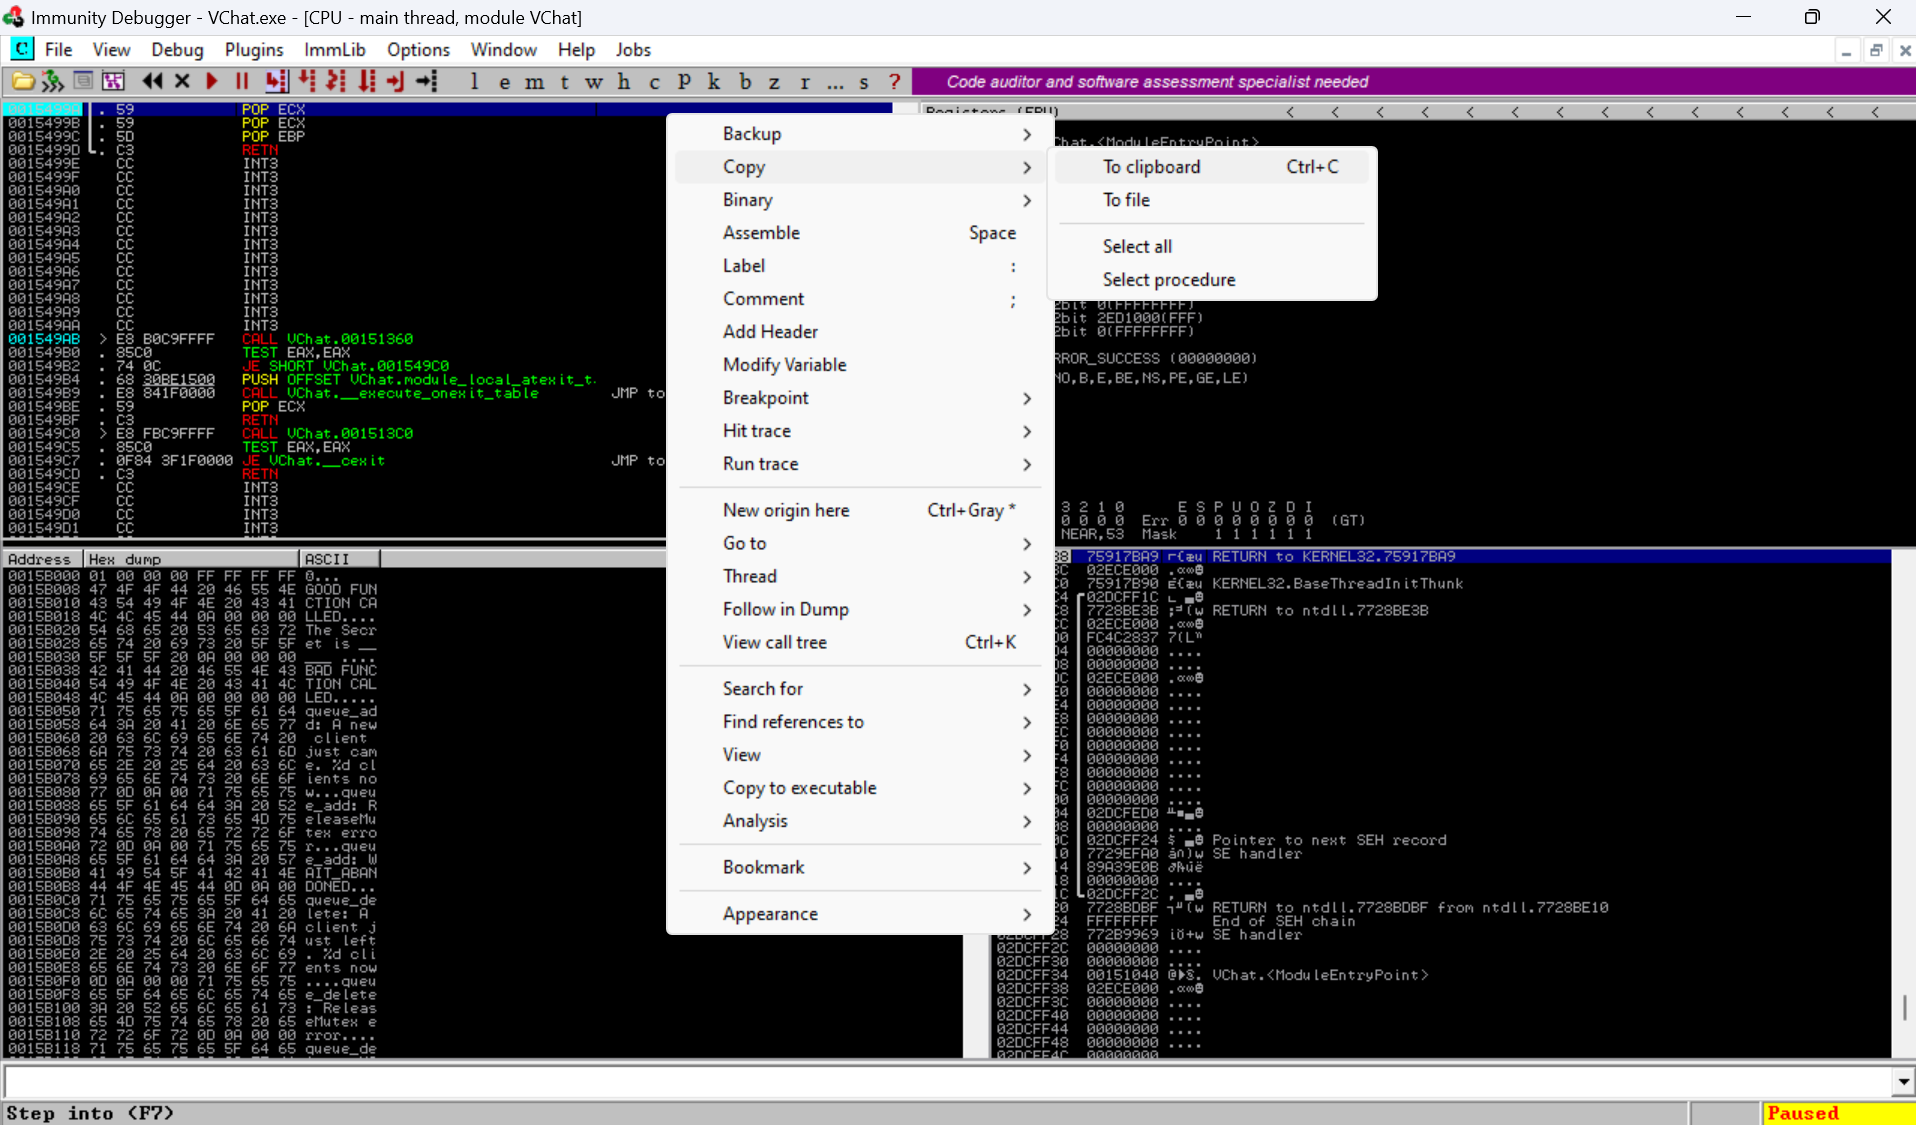 Immunity Debugger - VChat.exe - [CPU - main thread, module VChat]
C File View Debug Plugins ImmLib Options Window Help Jobs
l e m t w h c P k b z r ... s ? Code auditor and software assessment specialist needed
. 59 POP ECX
0015499B . 59 POP ECX
0015499C . 5D POP EBP
0015499D . C3 RETN
0015499E CC INT3
0015499F CC INT3
001549A0 CC INT3
001549A1 CC INT3
001549A2 CC INT3
001549A3 CC INT3
001549A4 CC INT3
001549A5 CC INT3
001549A6 CC INT3
001549A7 CC INT3
001549A8 CC INT3
001549A9 CC INT3
001549AA CC INT3
001549AB > E8 B0C9FFFF CALL VChat.00151360
001549B0 . 85C0 TEST EAX,EAX
001549B2 . 74 0C JE SHORT VChat.001549C0
001549B4 . 68 30BE1500 PUSH OFFSET VChat.module_local_atexit_t.
001549B9 . E8 841F0000 CALL VChat.__execute_onexit_table JMP to
001549BE . 59 POP ECX
001549BF . C3 RETN
001549C0 > E8 FBC9FFFF CALL VChat.001513C0
001549C5 . 85C0 TEST EAX,EAX
001549C7 . 0F84 3F1F0000 JE VChat.__cexit JMP to
001549CD . C3 RETN
001549CE CC INT3
001549CF CC INT3
001549D0 CC INT3
001549D1 CC INT3
Registers (FPU) < < < < < < < < < < < < < <
Chat.<ModuleEntryPoint>
2bit 0(FFFFFFFF)
2bit 2ED1000(FFF)
2bit 0(FFFFFFFF)
RROR_SUCCESS (00000000)
NO,B,E,BE,NS,PE,GE,LE)
3 2 1 0 E S P U O Z D I
0 0 0 0 Err 0 0 0 0 0 0 0 0 (GT)
NEAR,53 Mask 1 1 1 1 1 1
Backup
Copy
Binary
Assemble Space
Label :
Comment ;
Add Header
Modify Variable
Breakpoint
Hit trace
Run trace
New origin here Ctrl+Gray *
Go to
Thread
Follow in Dump
View call tree Ctrl+K
Search for
Find references to
View
Copy to executable
Analysis
Bookmark
Appearance
To clipboard Ctrl+C
To file
Select all
Select procedure
Address Hex dump ASCII
0015B000 01 00 00 00 FF FF FF FF
0015B008 47 4F 4F 44 20 46 55 4E GOOD FUN
0015B010 43 54 49 4F 4E 20 43 41 CTION CA
0015B018 4C 4C 45 44 0A 00 00 00 LLED....
0015B020 54 68 65 20 53 65 63 72 The Secr
0015B028 65 74 20 69 73 20 5F 5F et is __
0015B030 5F 5F 5F 20 0A 00 00 00 ___ ....
0015B038 42 41 44 20 46 55 4E 43 BAD FUNC
0015B040 54 49 4F 4E 20 43 41 4C TION CAL
0015B048 4C 45 44 0A 00 00 00 00 LED.....
0015B050 71 75 65 75 65 5F 61 64 queue_ad
0015B058 64 3A 20 41 20 6E 65 77 d: A new
0015B060 20 63 6C 69 65 6E 74 20 client
0015B068 6A 75 73 74 20 63 61 6D just cam
0015B070 65 2E 20 25 64 20 63 6C e. %d cl
0015B078 69 65 6E 74 73 20 6E 6F ients no
0015B080 77 0D 0A 00 71 75 65 75 w...queu
0015B088 65 5F 61 64 64 3A 20 52 e_add: R
0015B090 65 6C 65 61 73 65 4D 75 eleaseMu
0015B098 74 65 78 20 65 72 72 6F tex erro
0015B0A0 72 0D 0A 00 71 75 65 75 r...queu
0015B0A8 65 5F 61 64 64 3A 20 57 e_add: W
0015B0B0 41 49 54 5F 41 42 41 4E AIT_ABAN
0015B0B8 44 4F 4E 45 44 0D 0A 00 DONED...
0015B0C0 71 75 65 75 65 5F 64 65 queue_de
0015B0C8 6C 65 74 65 3A 20 41 20 lete: A
0015B0D0 63 6C 69 65 6E 74 20 6A client j
0015B0D8 75 73 74 20 6C 65 66 74 ust left
0015B0E0 2E 20 25 64 20 63 6C 69 . %d cli
0015B0E8 65 6E 74 73 20 6E 6F 77 ents now
0015B0F0 0D 0A 00 00 71 75 65 75 ....queu
0015B0F8 65 5F 64 65 6C 65 74 65 e_delete
0015B100 3A 20 52 65 6C 65 61 73 : Releas
0015B108 65 4D 75 74 65 78 20 65 eMutex e
0015B110 72 72 6F 72 0D 0A 00 00 rror....
0015B118 71 75 65 75 65 5F 64 65 queue_de
75917BA9 RETURN to KERNEL32.75917BA9
02ECE000
75917B90 KERNEL32.BaseThreadInitThunk
02DCFF1C
7728BE3B RETURN to ntdll.7728BE3B
02ECE000
FC4C2837
00000000 ....
00000000 ....
02ECE000
00000000 ....
00000000 ....
00000000 ....
00000000 ....
00000000 ....
00000000 ....
00000000 ....
00000000 ....
00000000 ....
02DCFED0
00000000 ....
02DCFF24 Pointer to next SEH record
7729EFA0 SE handler
89A39E0B
00000000 ....
02DCFF2C
7728BDBF RETURN to ntdll.7728BDBF from ntdll.7728BE10
FFFFFFFF End of SEH chain
02DCFF28 772B9969 SE handler
02DCFF2C 00000000 ....
02DCFF30 00000000 ....
02DCFF34 00151040 VChat.<ModuleEntryPoint>
02DCFF38 02ECE000
02DCFF3C 00000000 ....
02DCFF40 00000000 ....
02DCFF44 00000000 ....
02DCFF48 00000000 ....
02DCFF4C 00000000
Step into (F7) Paused